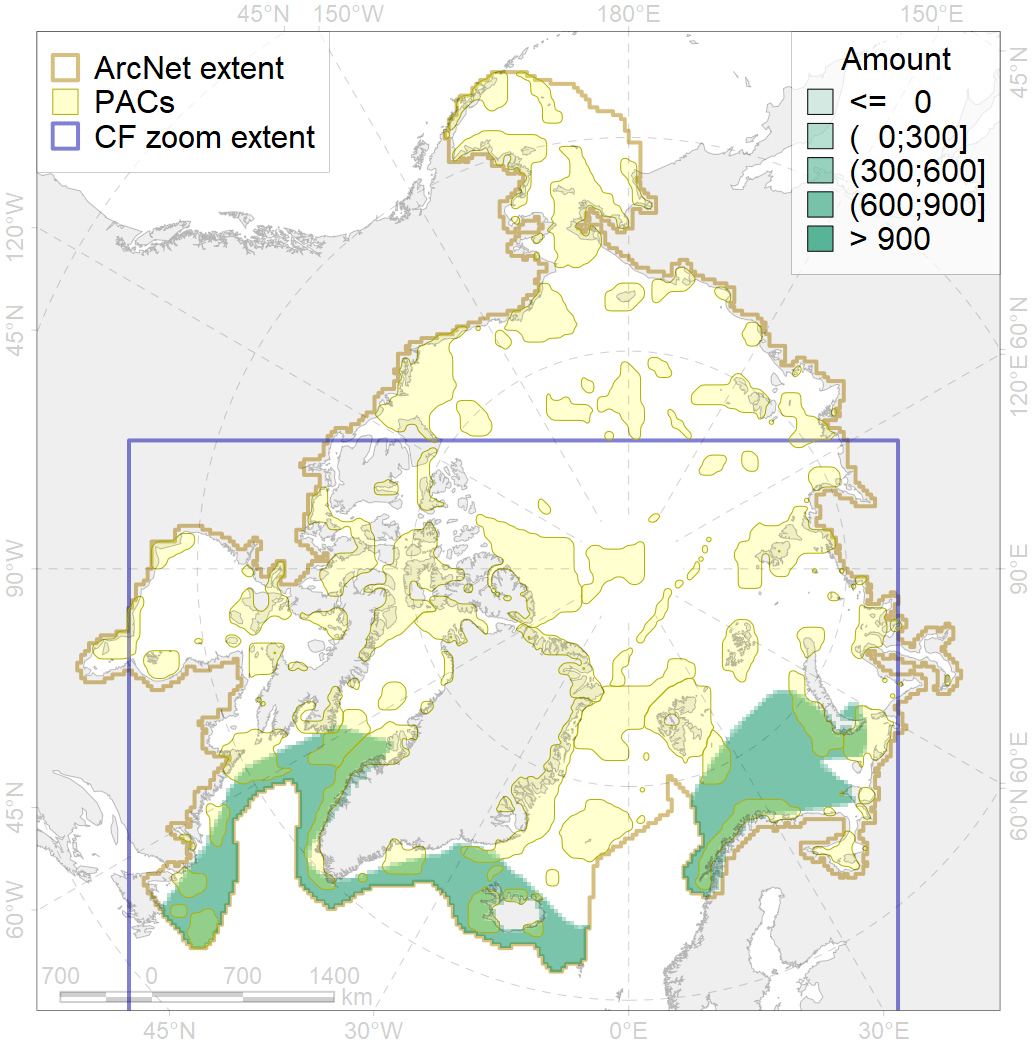 45°N 150°W 180°E 150°E
ArcNet extent
PACs
CF zoom extent
Amount
<= 0
( 0;300]
(300;600]
(600;900]
> 900
45°N
120°W
45°N
60°N
120°E
90°W
90°E
60°E
45°N
60°N
60°W
700 0 700 1400
km
45°N 30°W 0°E 30°E